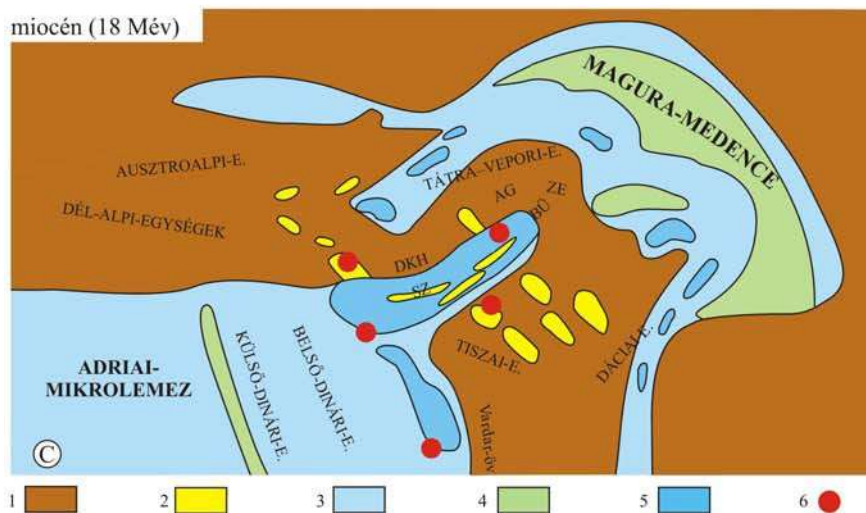 miocén (18 Mév)
MAGURA-MEDENCE
AUSZTROALPI-E.
TÁTRA–VEPORI-E.
DÉL-ALPI-EGYSÉGEK
AG
ZE
BÜ
DKH
SZ
KÜLSŐ-DINÁRI-E.
BELSŐ-DINÁRI-E.
TISZAI-E.
DÁCIAI-E.
ADRIAI-
MIKROLEMEZ
Vardar-öv
C
1 2 3 4 5 6